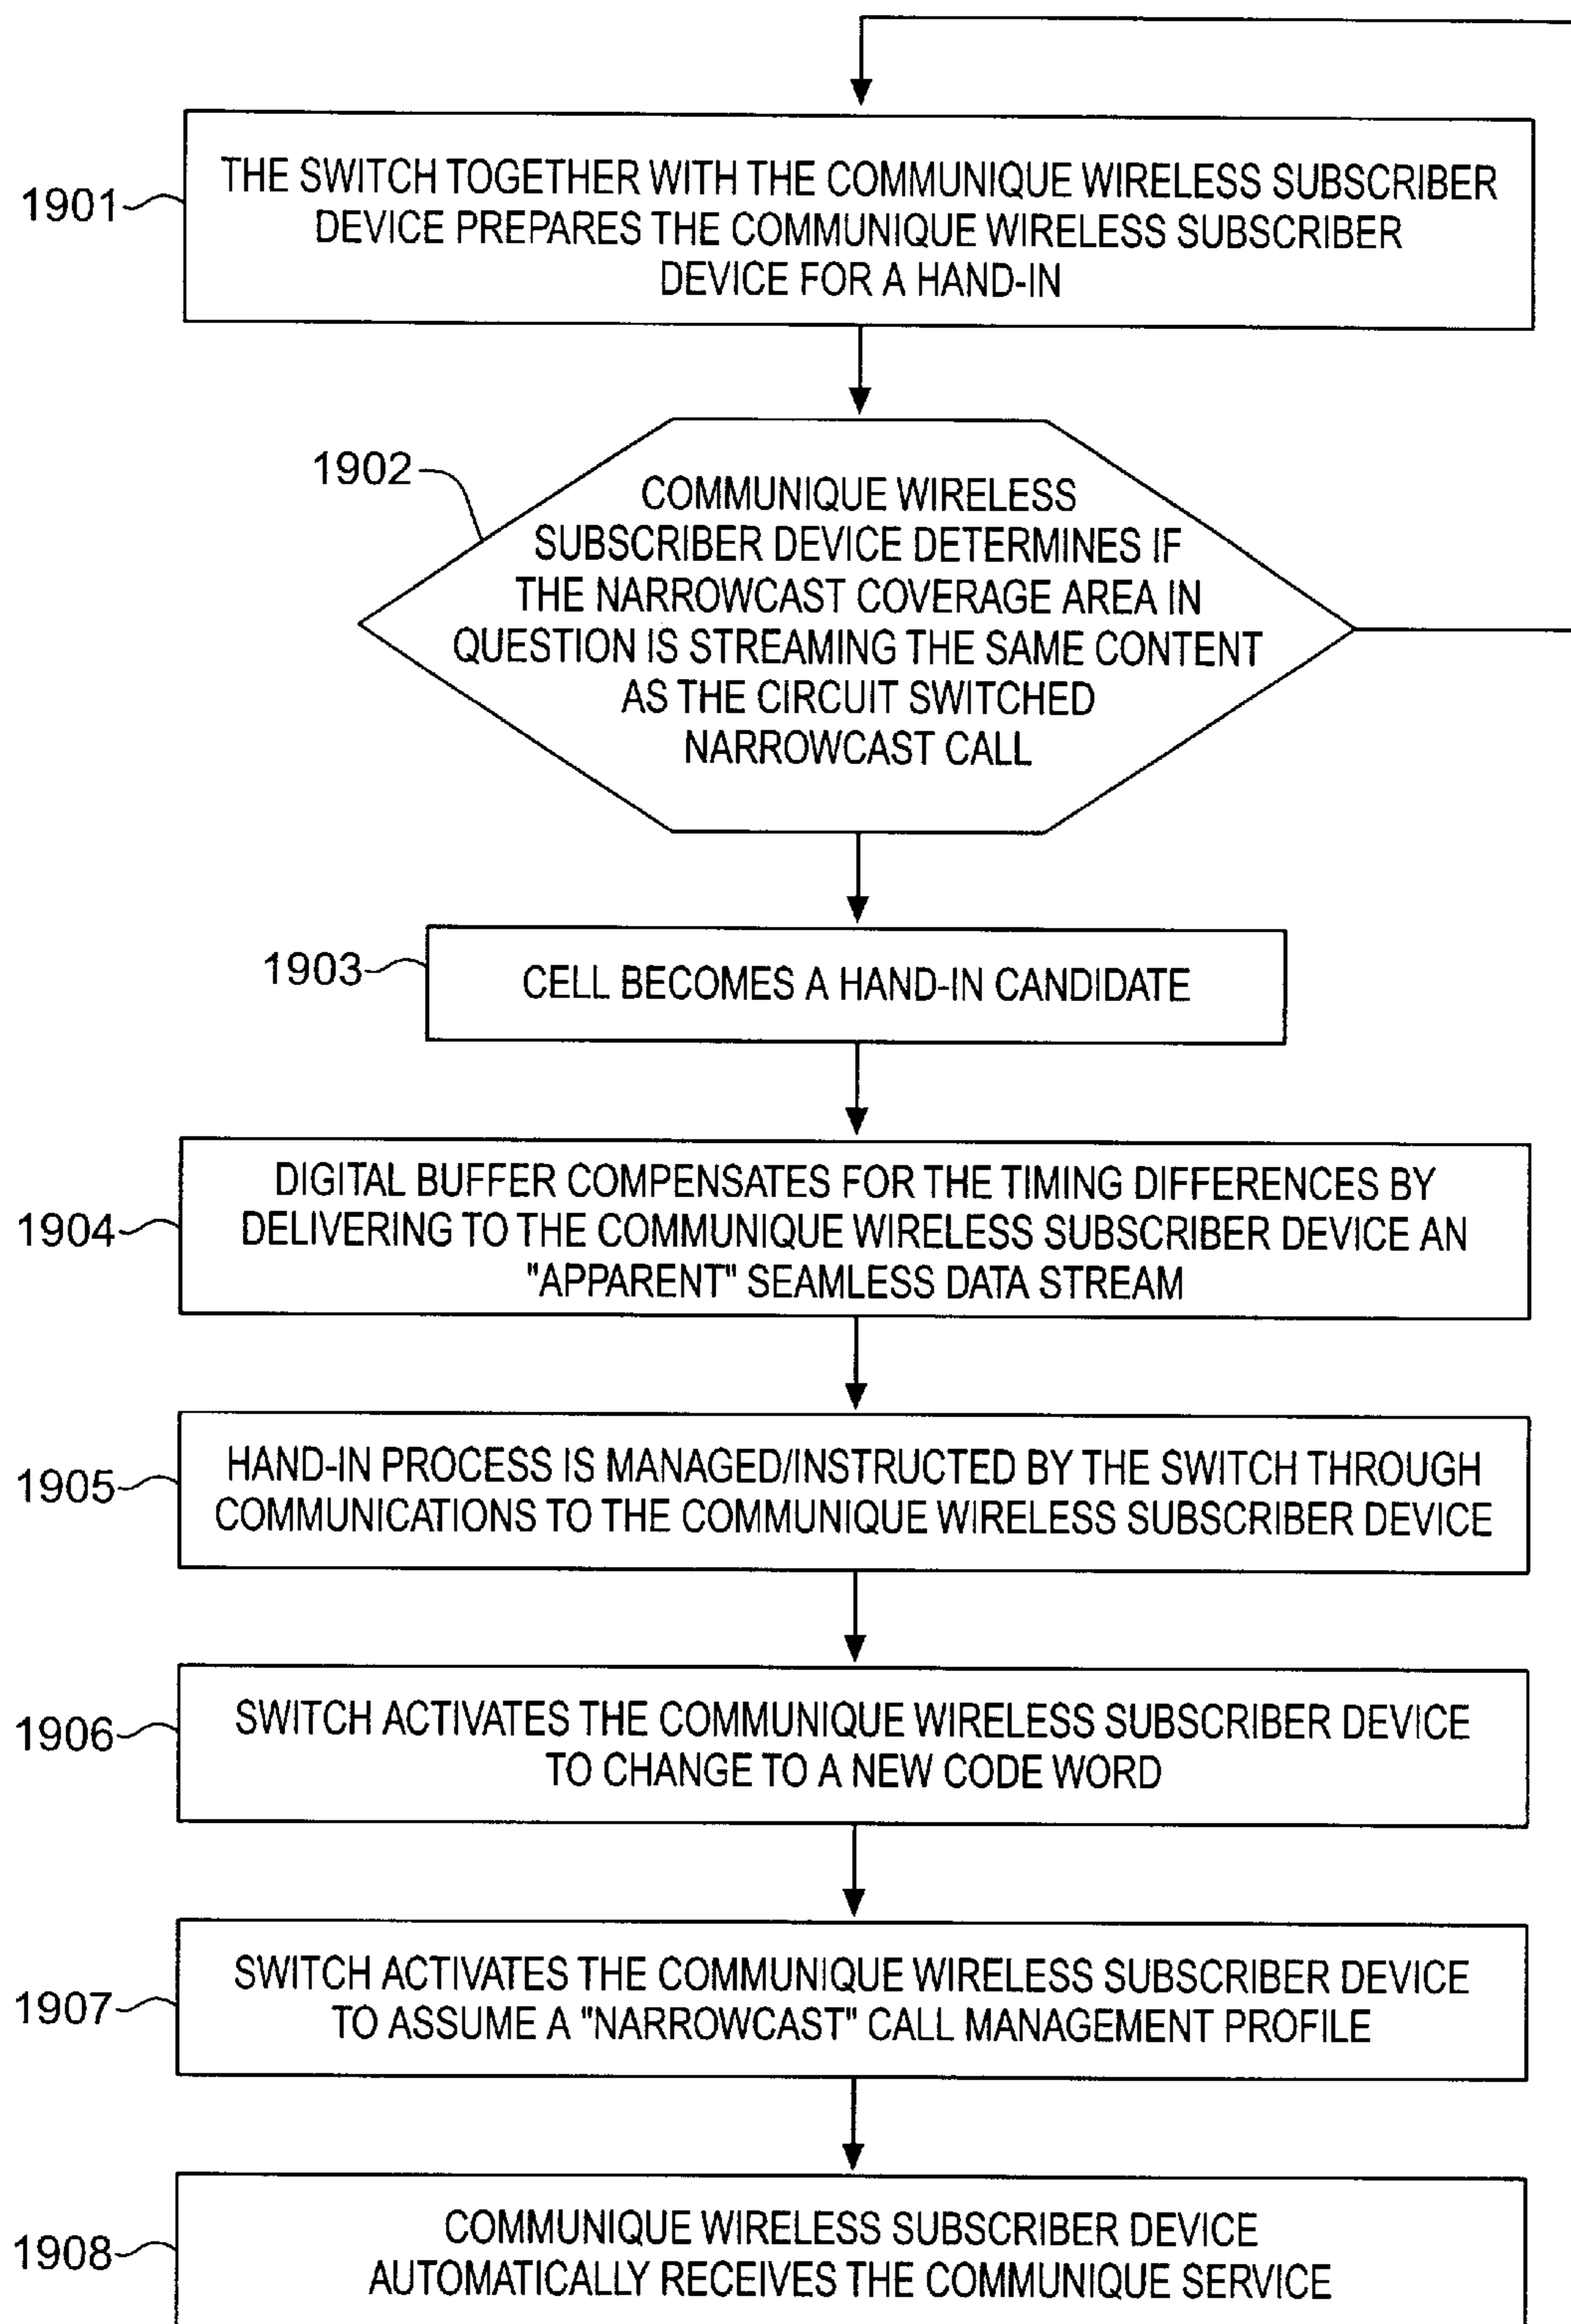 1901
THE SWITCH TOGETHER WITH THE COMMUNIQUE WIRELESS SUBSCRIBER
DEVICE PREPARES THE COMMUNIQUE WIRELESS SUBSCRIBER
DEVICE FOR A HAND-IN
1902
COMMUNIQUE WIRELESS
SUBSCRIBER DEVICE DETERMINES IF
THE NARROWCAST COVERAGE AREA IN
QUESTION IS STREAMING THE SAME CONTENT
AS THE CIRCUIT SWITCHED
NARROWCAST CALL
1903
CELL BECOMES A HAND-IN CANDIDATE
1904
DIGITAL BUFFER COMPENSATES FOR THE TIMING DIFFERENCES BY
DELIVERING TO THE COMMUNIQUE WIRELESS SUBSCRIBER DEVICE AN
"APPARENT" SEAMLESS DATA STREAM
1905
HAND-IN PROCESS IS MANAGED/INSTRUCTED BY THE SWITCH THROUGH
COMMUNICATIONS TO THE COMMUNIQUE WIRELESS SUBSCRIBER DEVICE
1906
SWITCH ACTIVATES THE COMMUNIQUE WIRELESS SUBSCRIBER DEVICE
TO CHANGE TO A NEW CODE WORD
1907
SWITCH ACTIVATES THE COMMUNIQUE WIRELESS SUBSCRIBER DEVICE
TO ASSUME A "NARROWCAST" CALL MANAGEMENT PROFILE
1908
COMMUNIQUE WIRELESS SUBSCRIBER DEVICE
AUTOMATICALLY RECEIVES THE COMMUNIQUE SERVICE